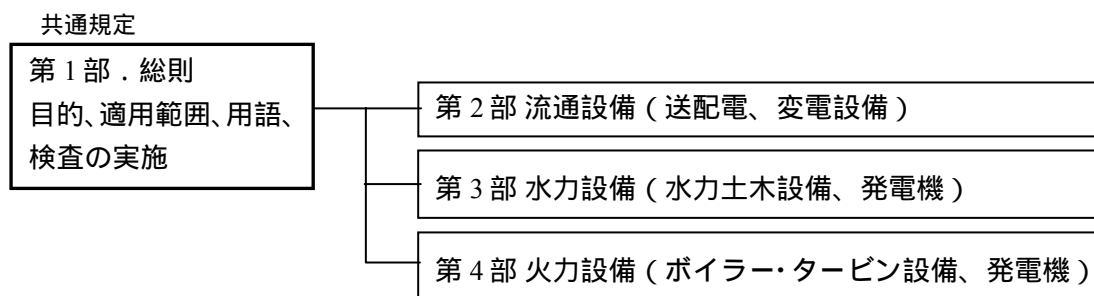 共通規定
第1部．総則
目的、適用範囲、用語、
検査の実施
第2部 流通設備（送配電、変電設備）
第3部 水力設備（水力土木設備、発電機）
第4部 火力設備（ボイラー・タービン設備、発電機）